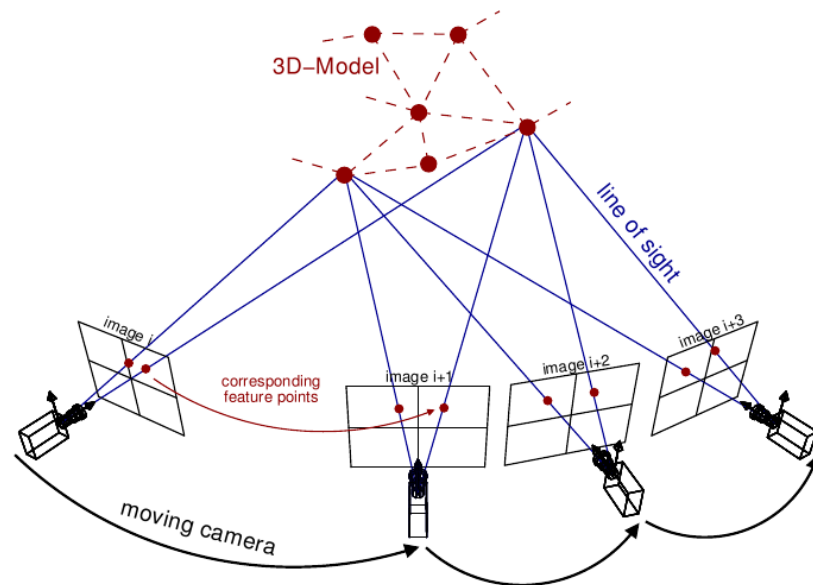 3D–Model
line of sight
image i
image i+1
image i+2
image i+3
corresponding
feature points
moving camera